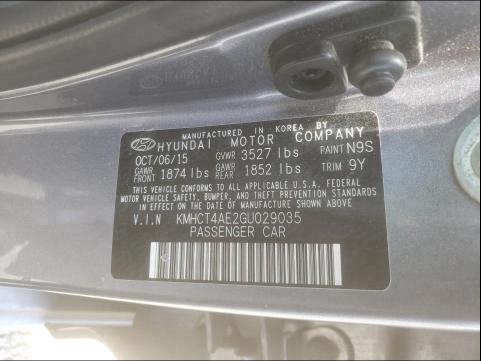 MANUFACTURED IN KOREA BY
HYUNDAI MOTOR COMPANY
OCT/06/15 GVWR 3527 lbs PAINT N9S
GAWR FRONT 1874 lbs GAWR REAR 1852 lbs TRIM 9Y
THIS VEHICLE CONFORMS TO ALL APPLICABLE U.S.A. FEDERAL
MOTOR VEHICLE SAFETY, BUMPER, AND THEFT PREVENTION
STANDARDS IN EFFECT ON THE DATE OF MANUFACTURE SHOWN ABOVE.
V.I.N KMHCT4AE2GU029035
PASSENGER CAR